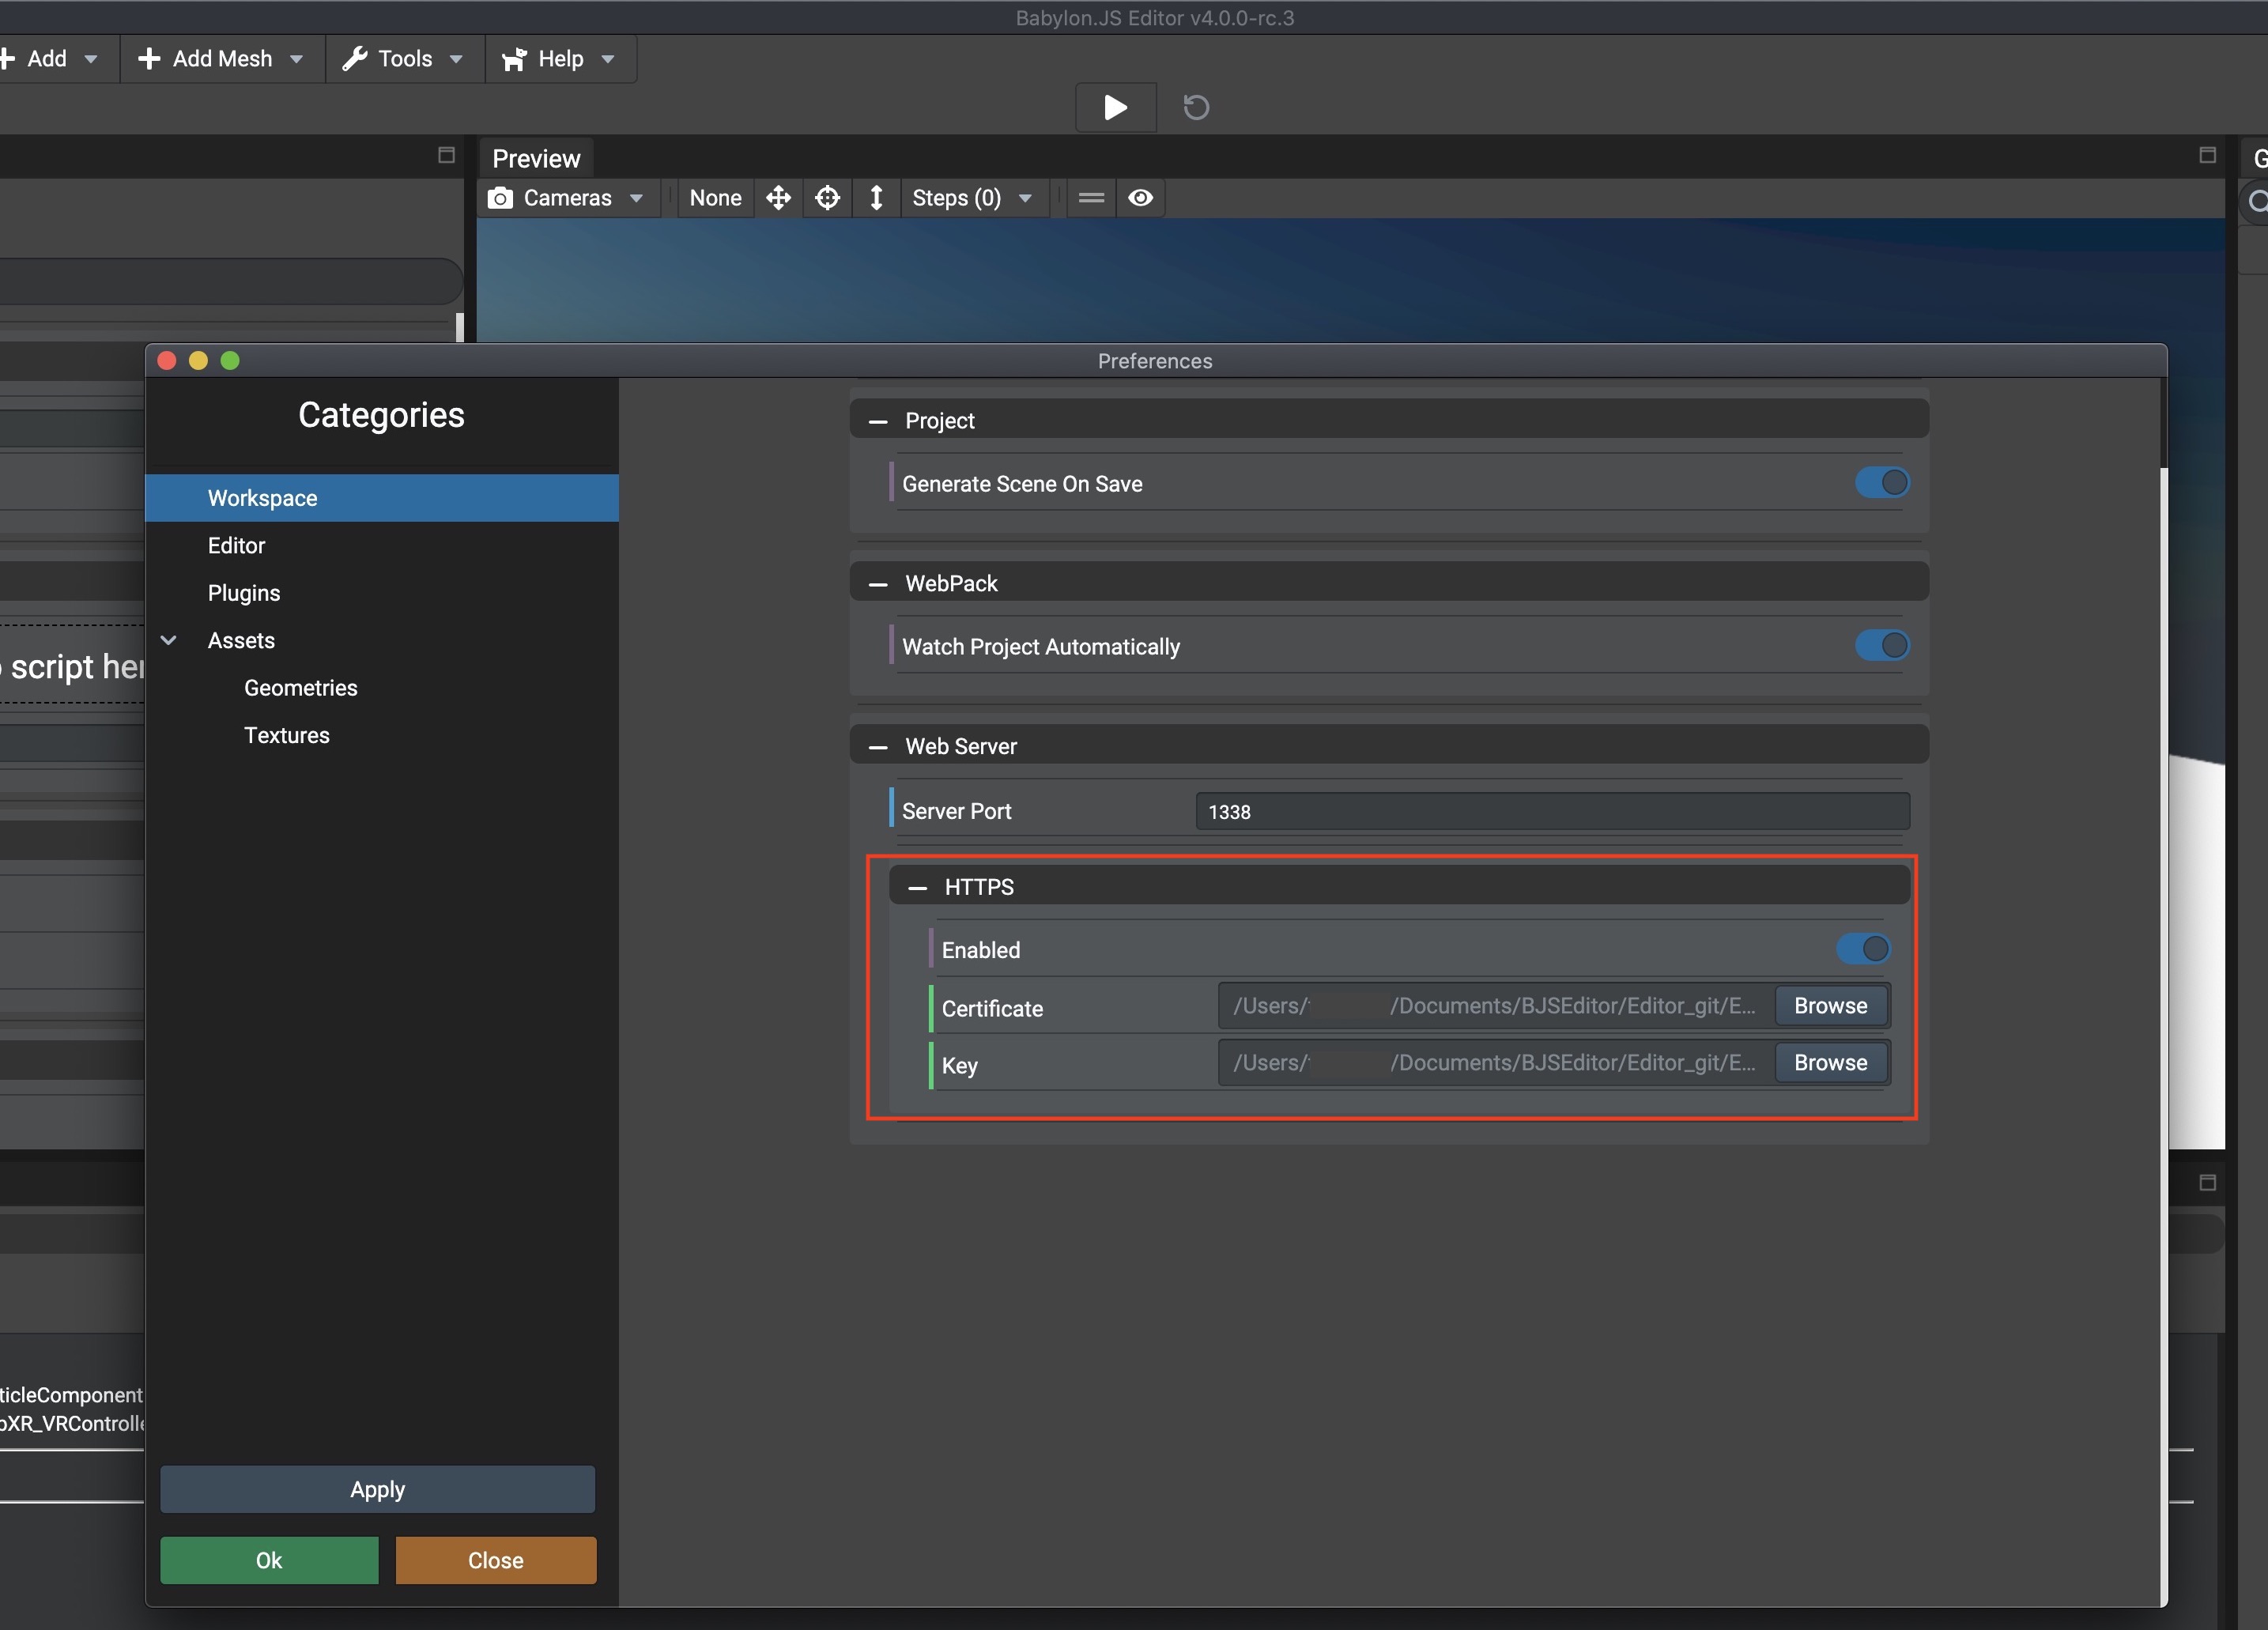 Babylon.JS Editor v4.0.0-rc.3
Add
Add Mesh
Tools
Help
Preview
G
Cameras
None
Steps (0)
Preferences
Categories
Workspace
Editor
Plugins
Assets
Geometries
Textures
script her
Project
Generate Scene On Save
WebPack
Watch Project Automatically
Web Server
Server Port
1338
HTTPS
Enabled
Certificate
/Users/ /Documents/BJSEditor/Editor_git/E...
Browse
Key
/Users/ /Documents/BJSEditor/Editor_git/E...
Browse
ticleComponent
XR_VRControlle
Apply
Ok
Close